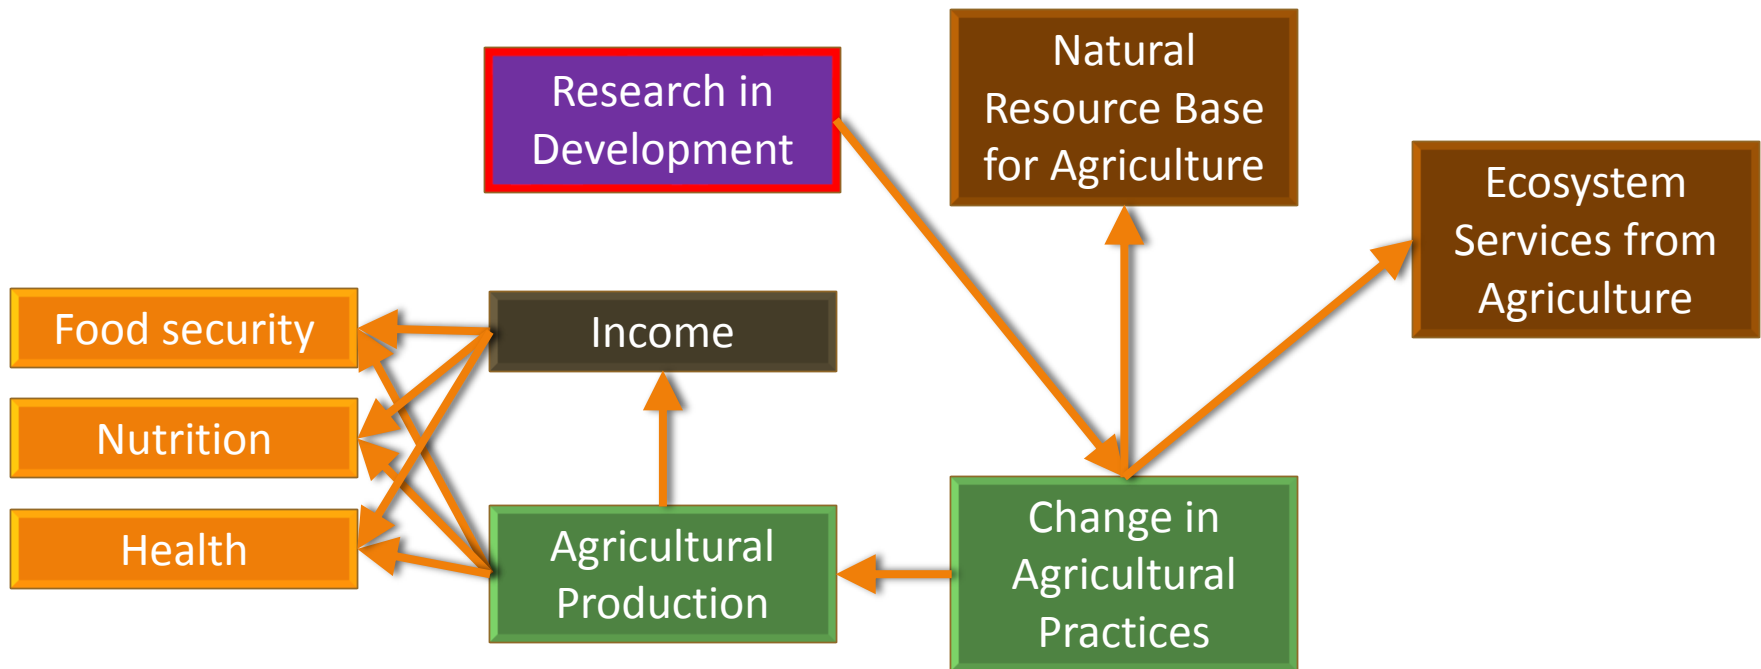 Research in
Development
Natural
Resource Base
for Agriculture
Ecosystem
Services from
Agriculture
Food security
Income
Nutrition
Health
Agricultural
Production
Change in
Agricultural
Practices